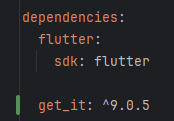 dependencies:
  flutter:
    sdk: flutter
  get_it: ^9.0.5